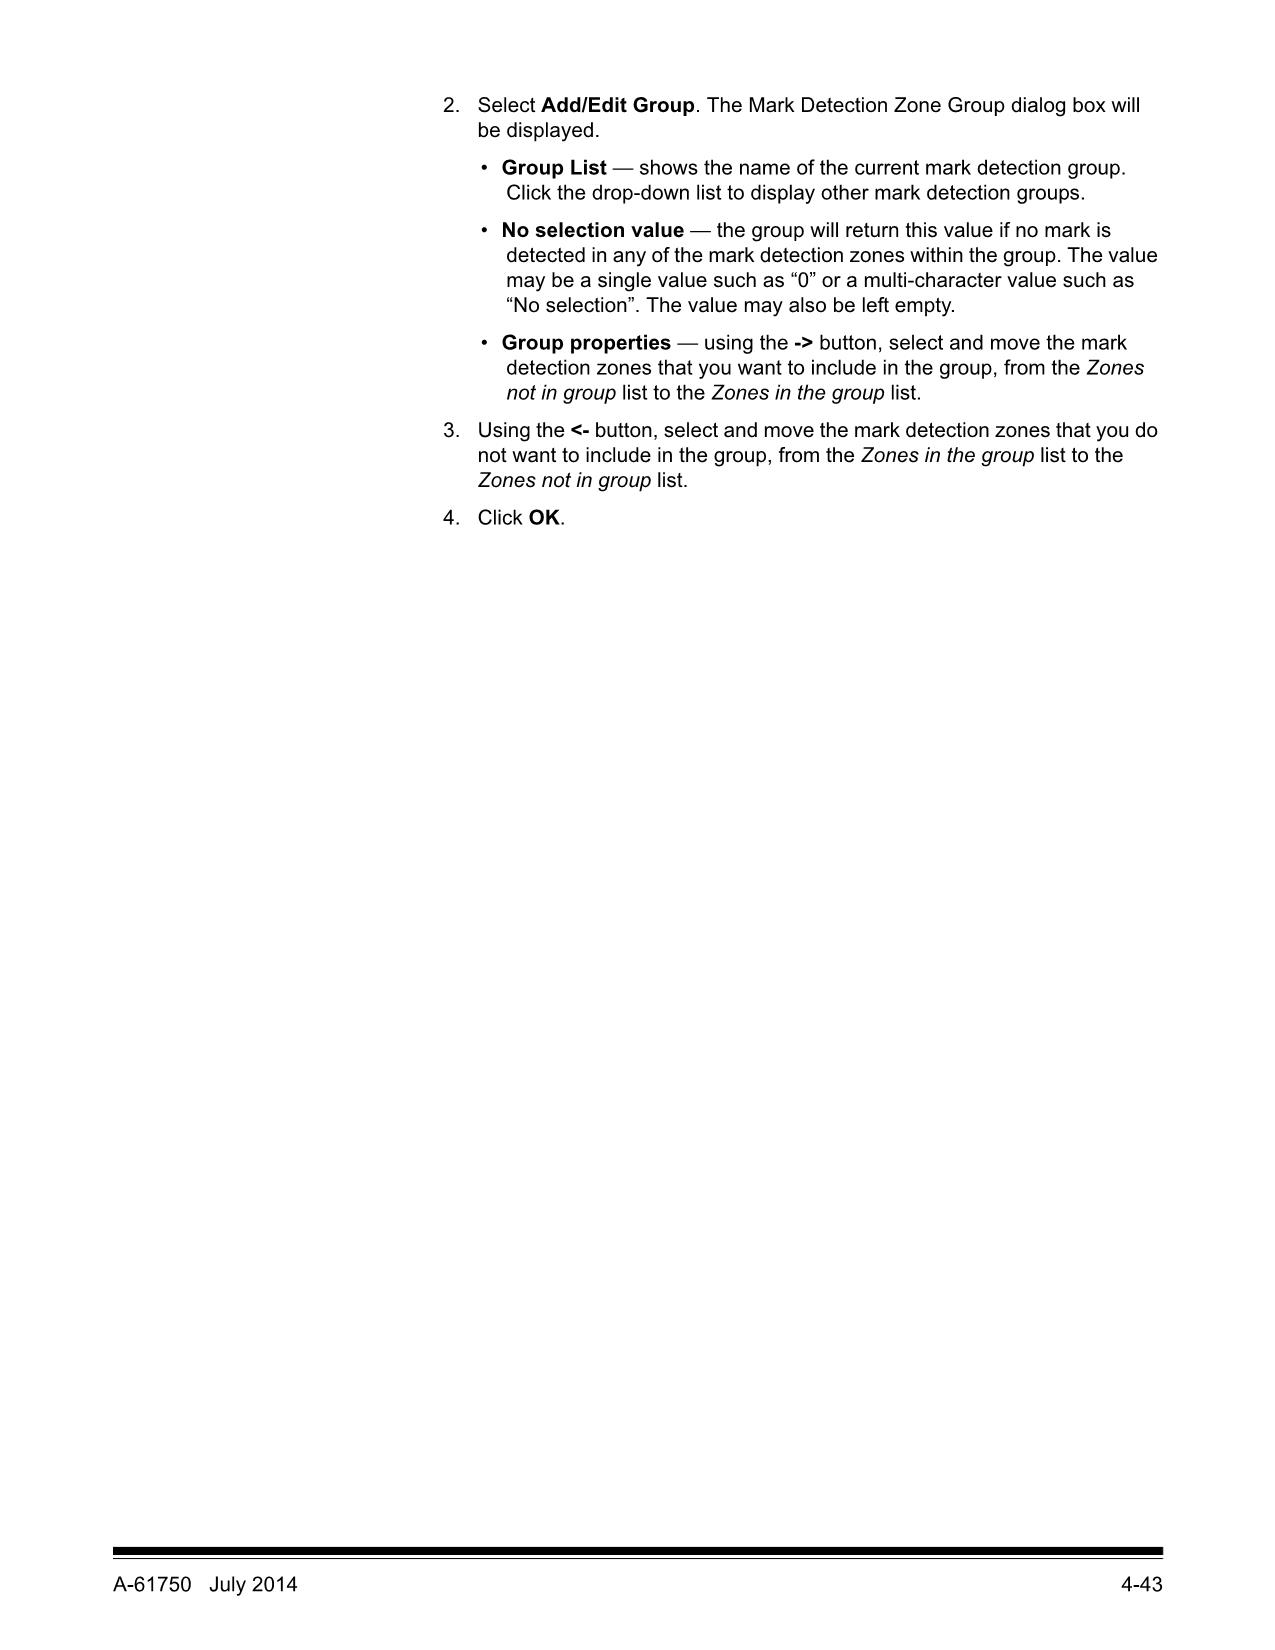 2. Select Add/Edit Group. The Mark Detection Zone Group dialog box will
be displayed.
• Group List — shows the name of the current mark detection group.
Click the drop-down list to display other mark detection groups.
• No selection value — the group will return this value if no mark is
detected in any of the mark detection zones within the group. The value
may be a single value such as “0” or a multi-character value such as
“No selection”. The value may also be left empty.
• Group properties — using the -> button, select and move the mark
detection zones that you want to include in the group, from the Zones
not in group list to the Zones in the group list.
3. Using the <- button, select and move the mark detection zones that you do
not want to include in the group, from the Zones in the group list to the
Zones not in group list.
4. Click OK.
A-61750 July 2014 4-43